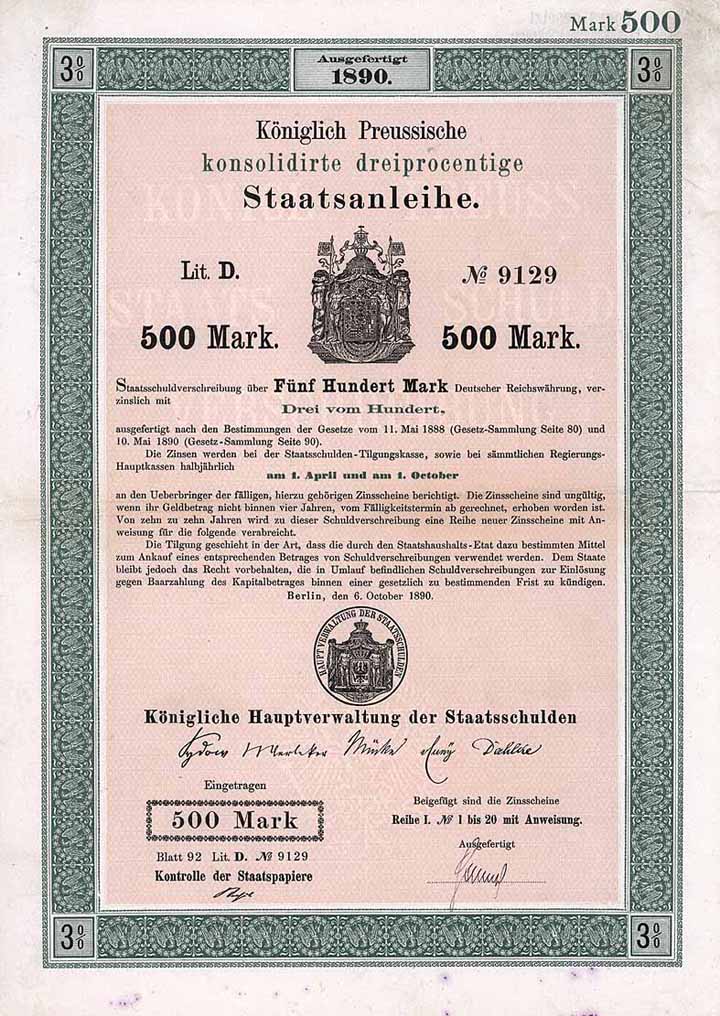 Mark 500
3%
Ausgefertigt
1890.
3%
Königlich Preussische
konsolidirte dreiprocentige
Staatsanleihe.
Lit. D.
№ 9129
500 Mark.
500 Mark.
Staatsschuldverschreibung über Fünf Hundert Mark Deutscher Reichswährung, ver-
zinslich mit
Drei vom Hundert,
ausgefertigt nach den Bestimmungen der Gesetze vom 11. Mai 1888 (Gesetz-Sammlung Seite 80) und
10. Mai 1890 (Gesetz-Sammlung Seite 90).
Die Zinsen werden bei der Staatsschulden-Tilgungskasse, sowie bei sämmtlichen Regierungs-
Hauptkassen halbjährlich
am 1. April und am 1. October
an den Ueberbringer der fälligen, hierzu gehörigen Zinsscheine berichtigt. Die Zinsscheine sind ungültig,
wenn ihr Geldbetrag nicht binnen vier Jahren, vom Fälligkeitstermin ab gerechnet, erhoben worden ist.
Von zehn zu zehn Jahren wird zu dieser Schuldverschreibung eine Reihe neuer Zinsscheine mit An-
weisung für die folgende verabreicht.
Die Tilgung geschieht in der Art, dass die durch den Staatshaushalts-Etat dazu bestimmten Mittel
zum Ankauf eines entsprechenden Betrages von Schuldverschreibungen verwendet werden. Dem Staate
bleibt jedoch das Recht vorbehalten, die in Umlauf befindlichen Schuldverschreibungen zur Einlösung
gegen Baarzahlung des Kapitalbetrages binnen einer gesetzlich zu bestimmenden Frist zu kündigen.
Berlin, den 6. October 1890.
HAUPTVERWALTUNG DER STAATSSCHULDEN
Königliche Hauptverwaltung der Staatsschulden
Sydow Merleker Mücke
Eingetragen
500 Mark
Blatt 92 Lit. D. № 9129
Kontrolle der Staatspapiere
Beigefügt sind die Zinsscheine
Reihe I. № 1 bis 20 mit Anweisung.
Ausgefertigt
3%
3%